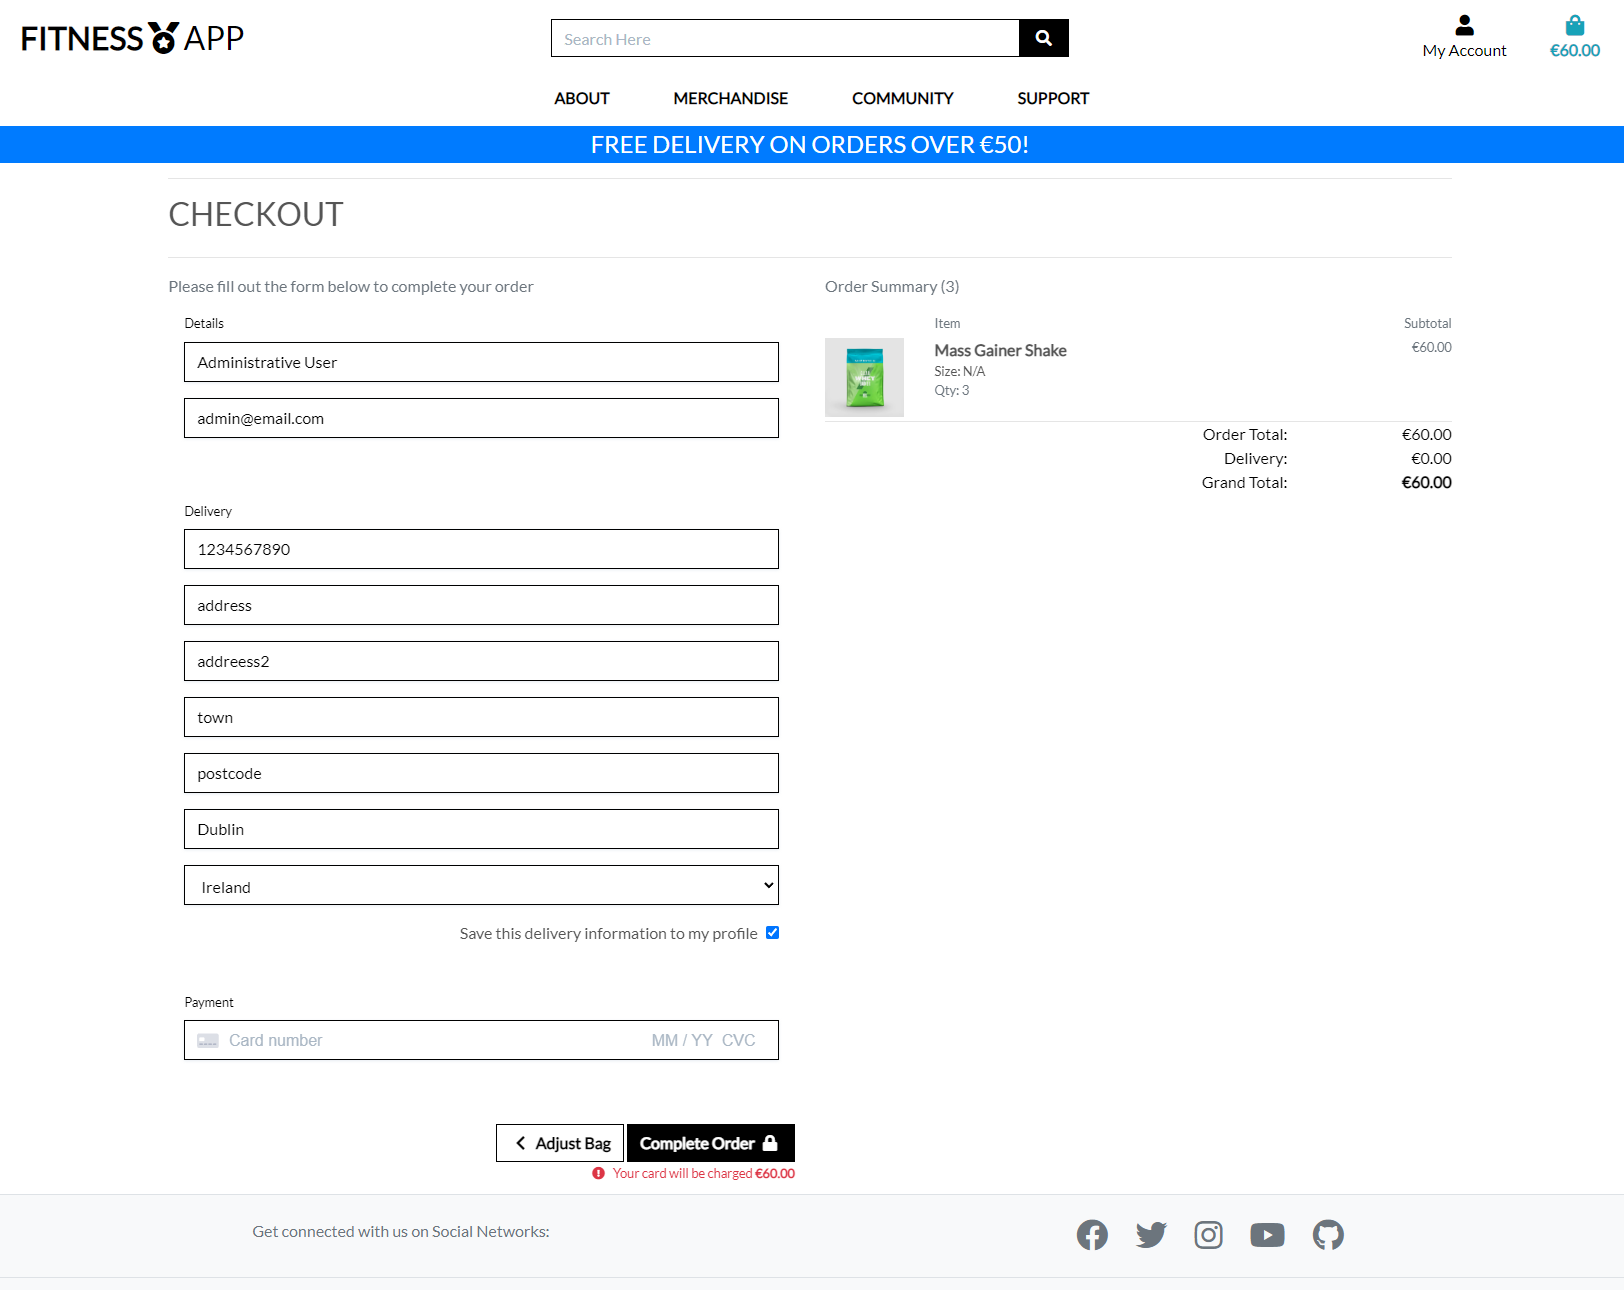 FITNESS APP
Search Here
My Account
€60.00
ABOUT MERCHANDISE COMMUNITY SUPPORT
FREE DELIVERY ON ORDERS OVER €50!
CHECKOUT
Please fill out the form below to complete your order
Details
Administrative User
admin@email.com
Delivery
1234567890
address
addreess2
town
postcode
Dublin
Ireland
Save this delivery information to my profile
Payment
Card number MM / YY CVC
Adjust Bag
Complete Order
Your card will be charged €60.00
Order Summary (3)
Item Subtotal
Mass Gainer Shake €60.00
Size: N/A
Qty: 3
Order Total: €60.00
Delivery: €0.00
Grand Total: €60.00
Get connected with us on Social Networks: